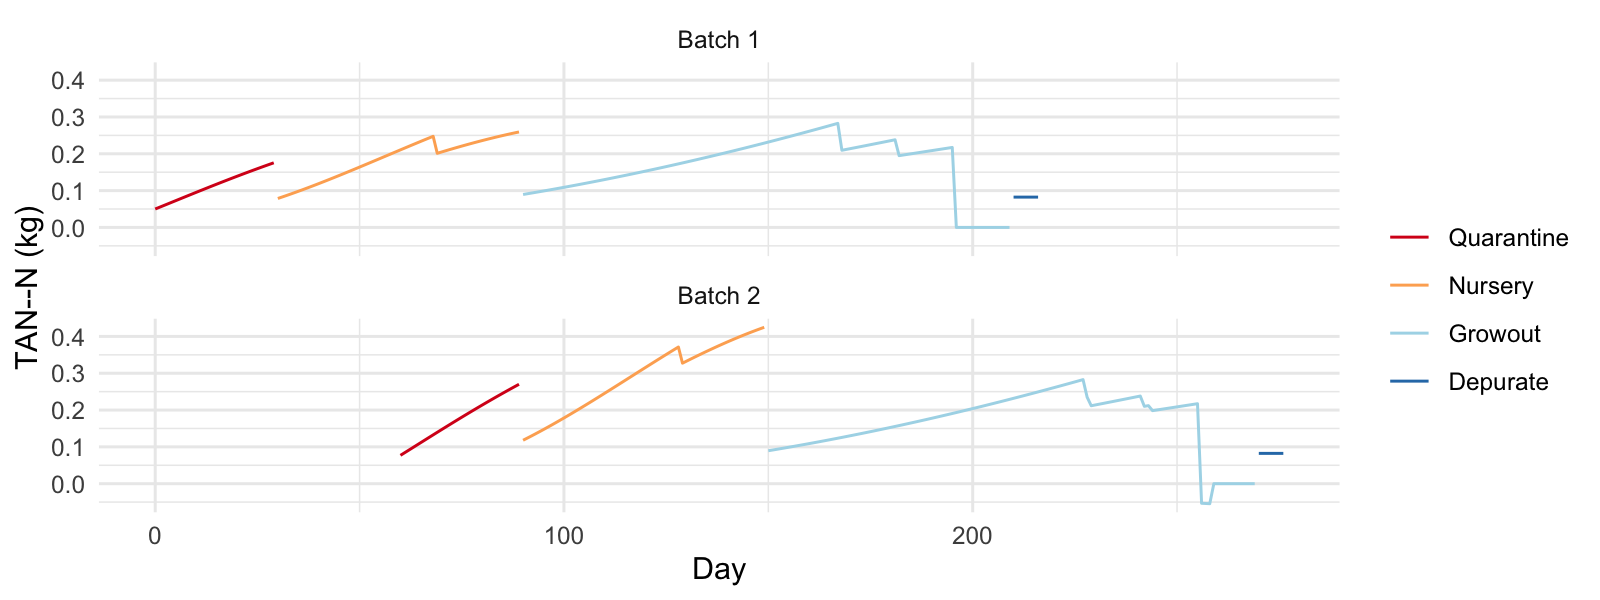 Batch 1
0.4
0.3
0.2
0.1
0.0
Batch 2
0.4
0.3
0.2
0.1
0.0
0 100 200
Day
TAN--N (kg)
Quarantine
Nursery
Growout
Depurate